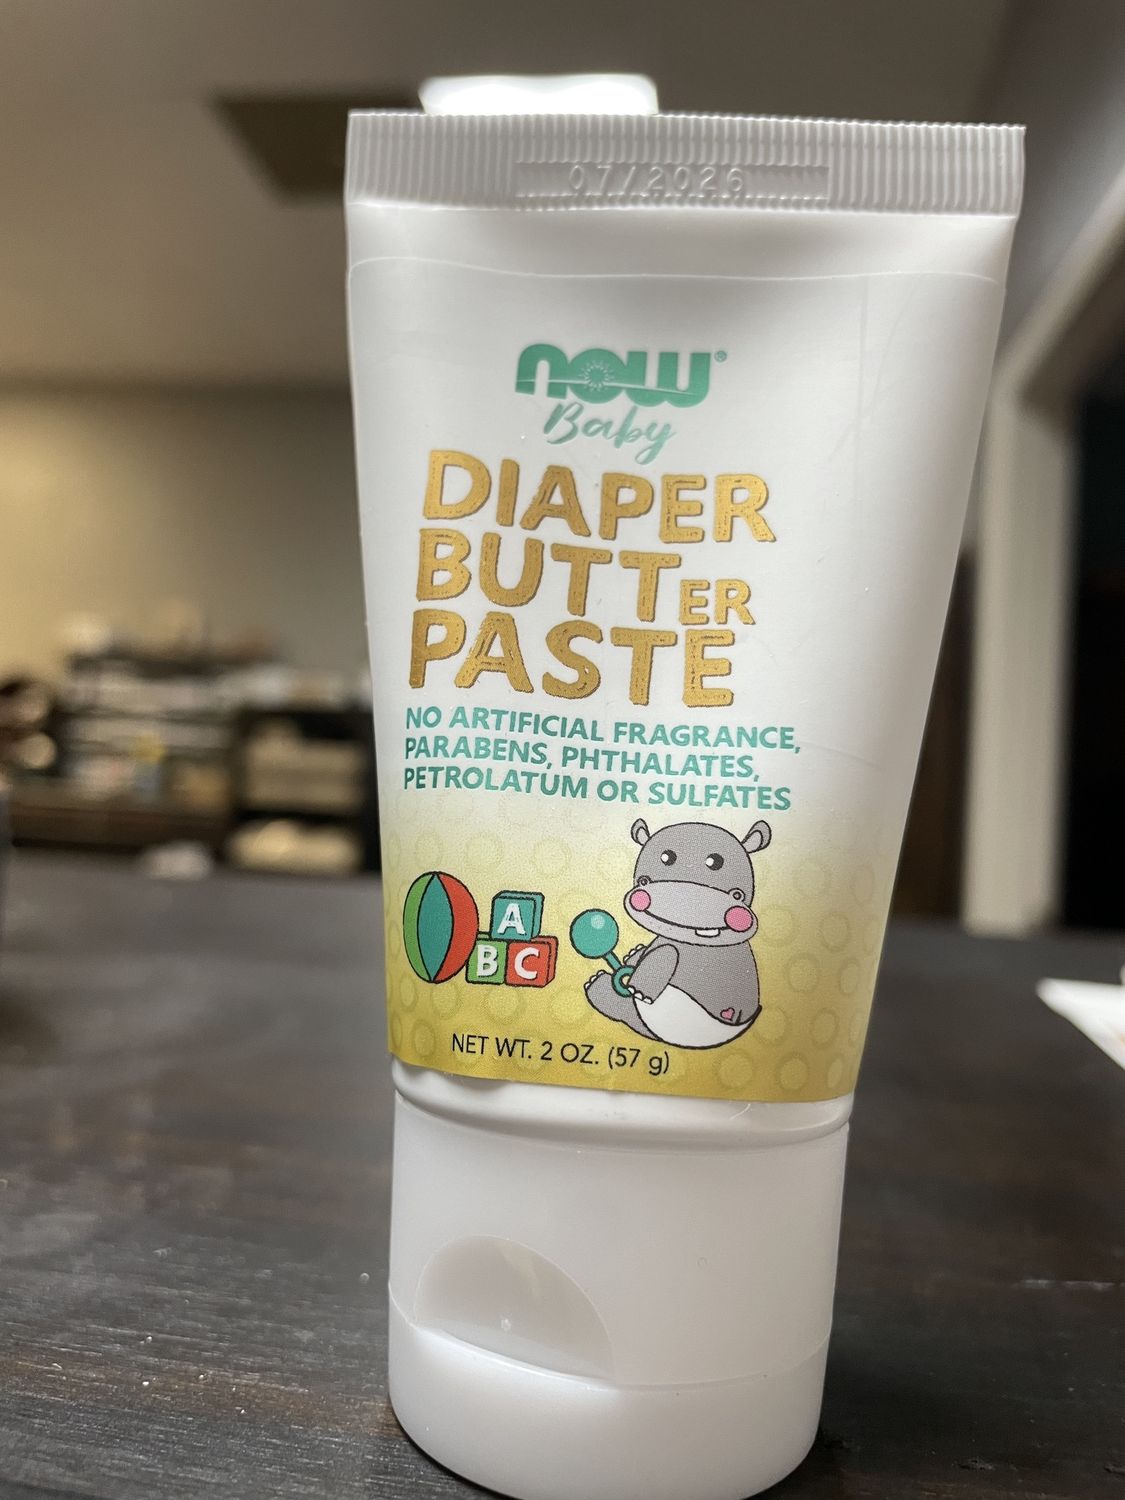 07/2026
now®
Baby
DIAPER
BUTTER
PASTE
NO ARTIFICIAL FRAGRANCE,
PARABENS, PHTHALATES,
PETROLATUM OR SULFATES
A
B C
NET WT. 2 OZ. (57 g)